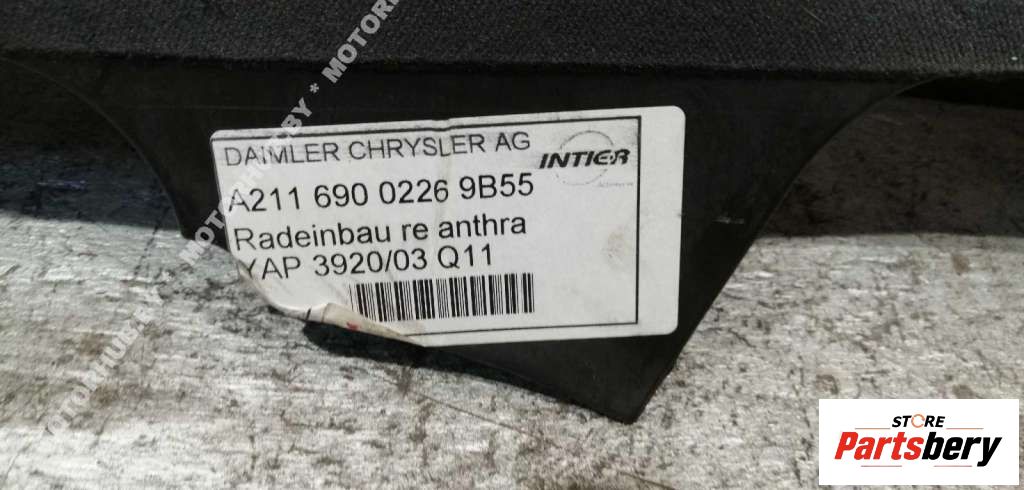 DAIMLER CHRYSLER AG
INTIER
A211 690 0226 9B55
Radeinbau re anthra
YAP 3920/03 Q11
STORE
Partsbery